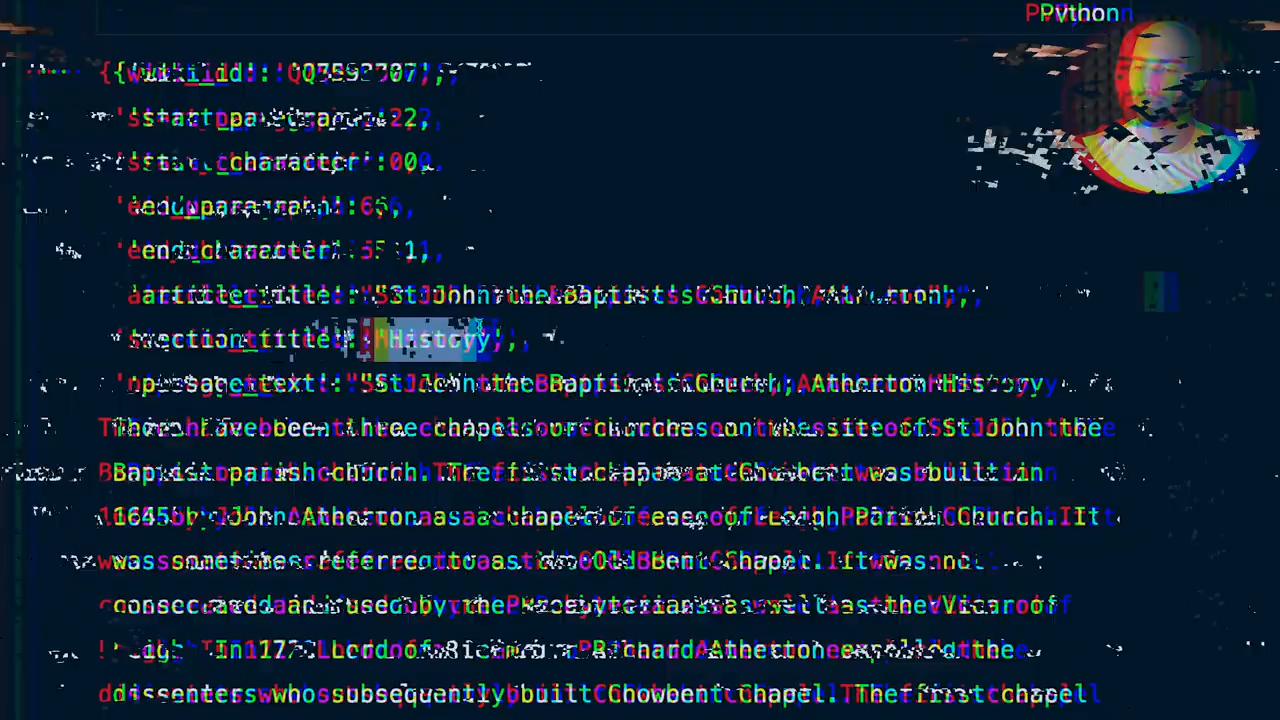 Python
{'wiki_id':
'start_paragraph': 2,
'start_character': 0,
'end_paragraph': 6,
'end_character':
'article_title': "St John the Baptist's Church, Atherton",
'section_title': 'History',
'passage_text': "St John the Baptist's Church, Atherton History
There have been three chapels or churches on the site of St John the
Baptist parish church. The first chapel at Chowbent was built in
1645 by John Atherton as a chapel of ease of Leigh Parish Church. It
was sometimes referred to as the Old Bent Chapel. It was not
consecrated and used by the Presbyterians as well as the Vicar of
Leigh. In Lord of Richard Atherton expelled the
dissenters who subsequently built Chowbent Chapel. The first chapel